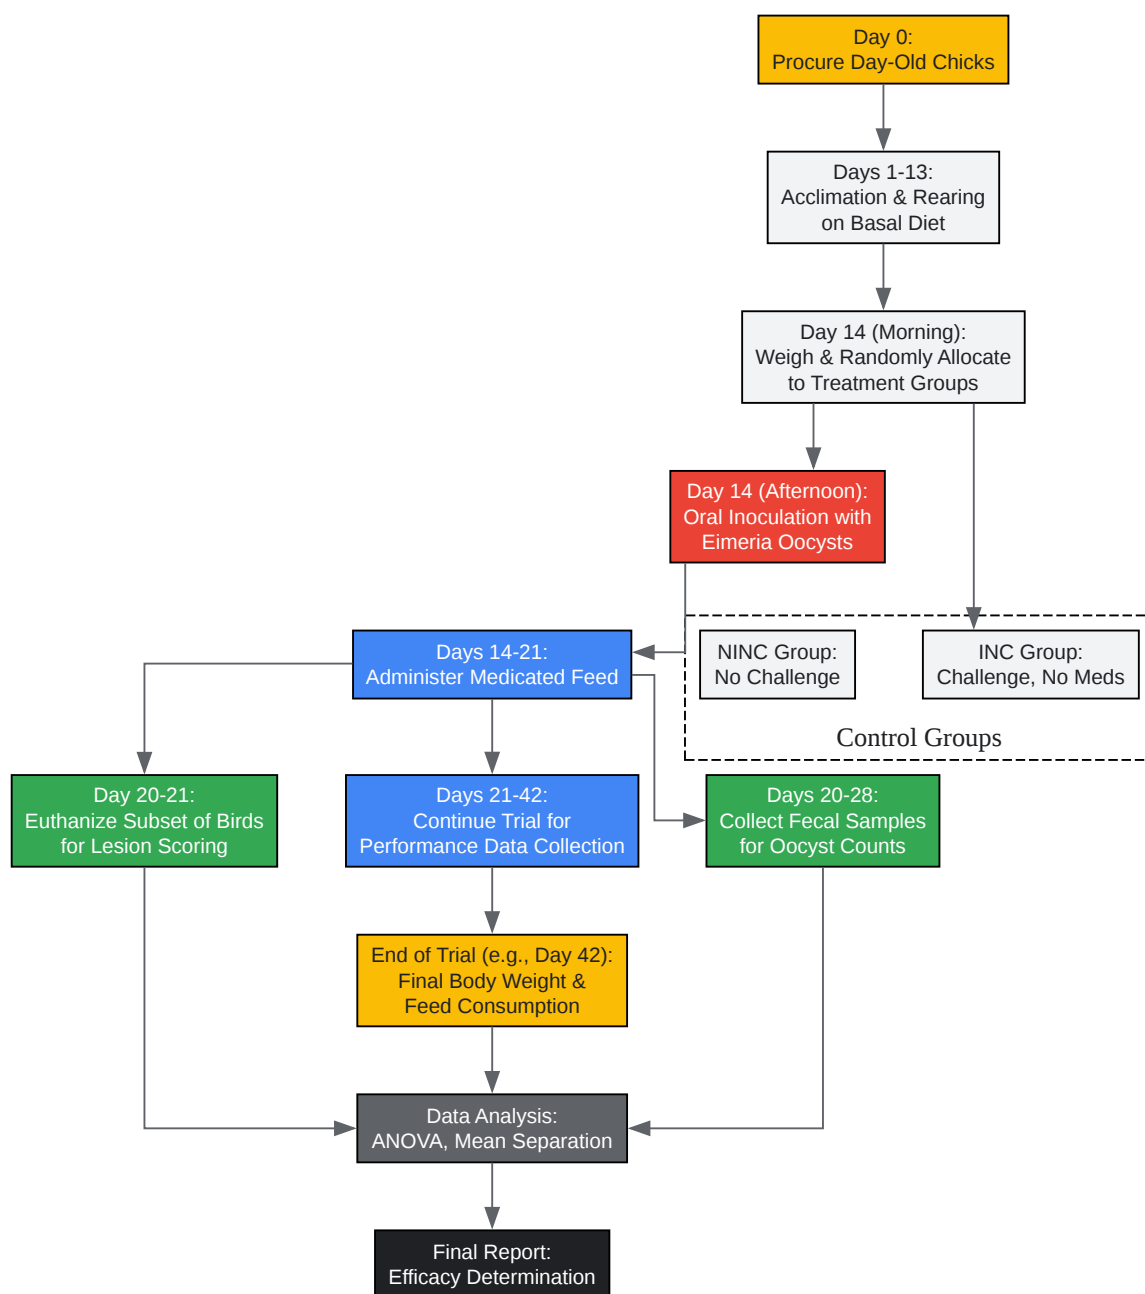 Day 0:
Procure Day-Old Chicks
Days 1-13:
Acclimation & Rearing
on Basal Diet
Day 14 (Morning):
Weigh & Randomly Allocate
to Treatment Groups
Day 14 (Afternoon):
Oral Inoculation with
Eimeria Oocysts
Days 14-21:
Administer Medicated Feed
NINC Group:
No Challenge
INC Group:
Challenge, No Meds
Control Groups
Day 20-21:
Euthanize Subset of Birds
for Lesion Scoring
Days 21-42:
Continue Trial for
Performance Data Collection
Days 20-28:
Collect Fecal Samples
for Oocyst Counts
End of Trial (e.g., Day 42):
Final Body Weight &
Feed Consumption
Data Analysis:
ANOVA, Mean Separation
Final Report:
Efficacy Determination